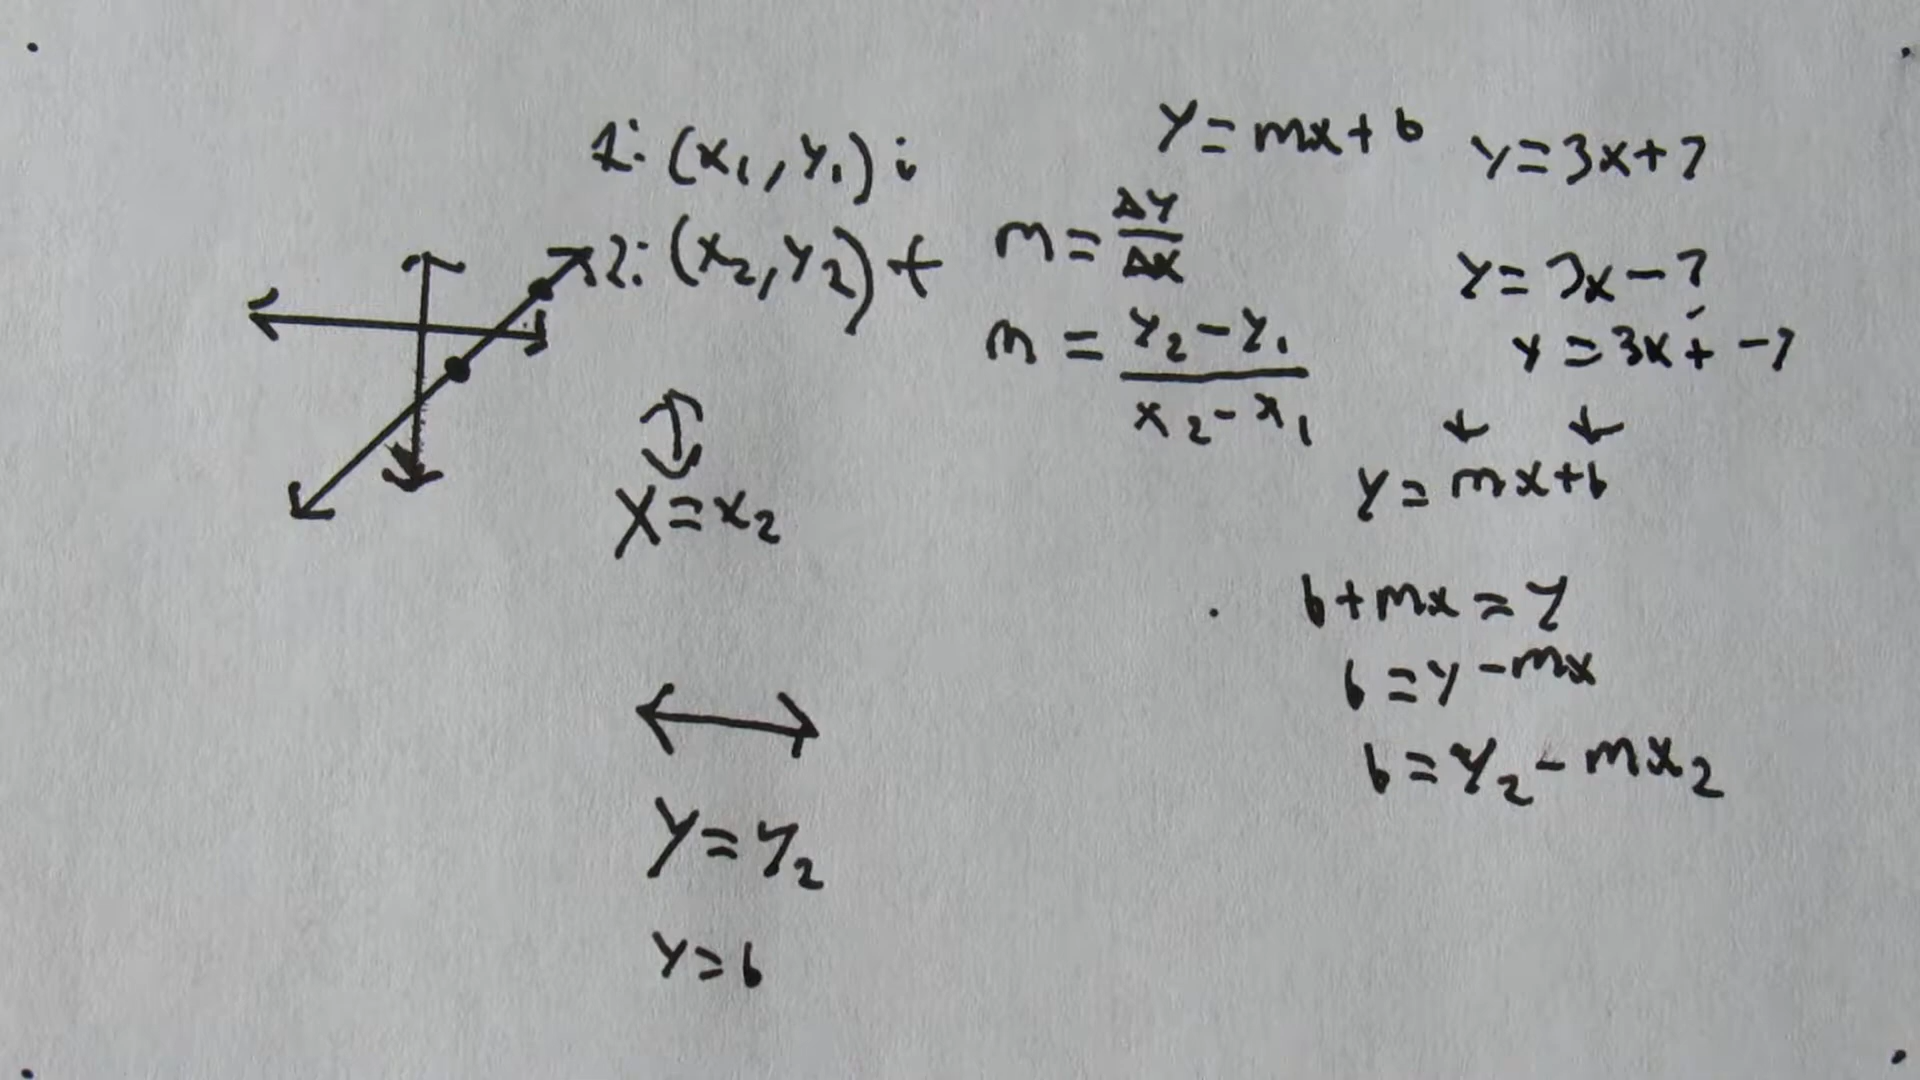 1: (x₁, y₁) i
2: (x₂, y₂) f
x = x₂
y = y₂
y = b
y = mx + b
m = Δy/Δx
m = (y₂ - y₁)/(x₂ - x₁)
y = 3x + 7
y = 3x - 7
y = 3x + -7
y = mx + b
b + mx = y
b = y - mx
b = y₂ - mx₂